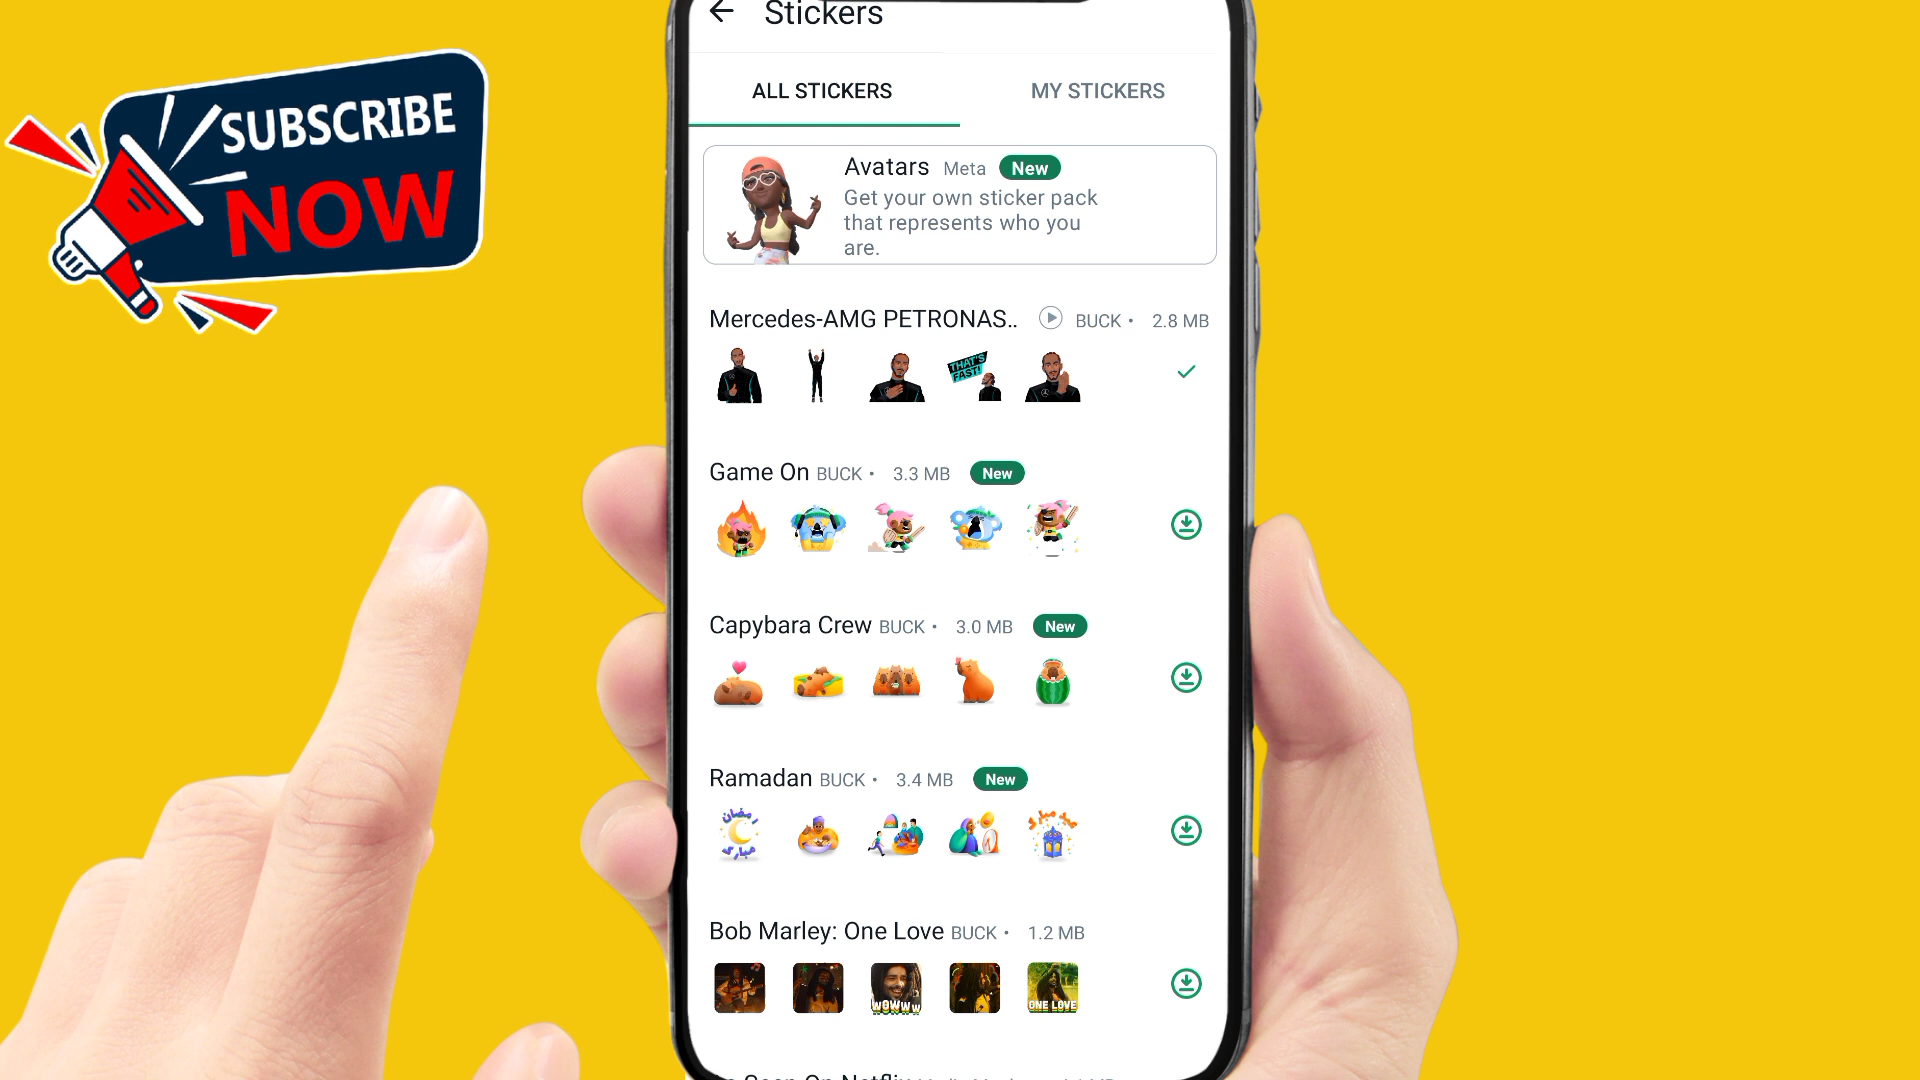 Stickers
SUBSCRIBE
NOW
ALL STICKERS
MY STICKERS
Avatars Meta New
Get your own sticker pack
that represents who you
are.
Mercedes-AMG PETRONAS.. BUCK • 2.8 MB
THAT'S
FAST!
Game On BUCK • 3.3 MB New
Capybara Crew BUCK • 3.0 MB New
Ramadan BUCK • 3.4 MB New
رمضان
مبارك
Bob Marley: One Love BUCK • 1.2 MB
WOWWW
ONE LOVE